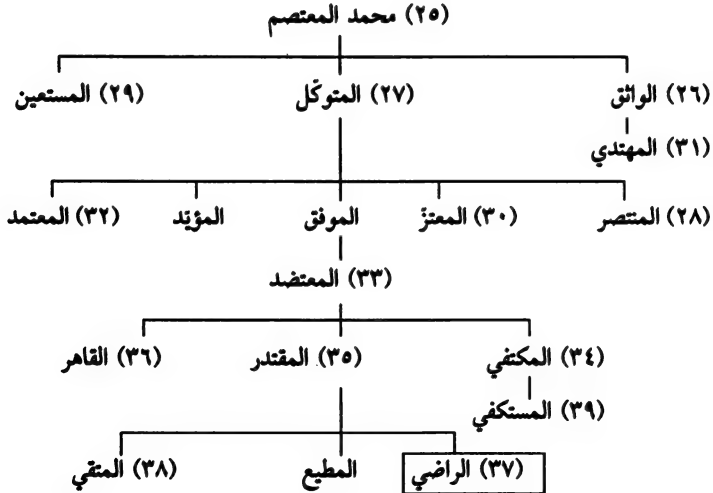 (٢٥) محمد المعتصم
(٢٦) الواثق (٢٧) المتوكّل (٢٩) المستعين
(٣١) المهتدي
(٢٨) المنتصر (٣٠) المعتزّ الموفق المؤيّد (٣٢) المعتمد
(٣٣) المعتضد
(٣٤) المكتفي (٣٥) المقتدر (٣٦) القاهر
(٣٩) المستكفي
(٣٧) الراضي المطيع (٣٨) المتقي